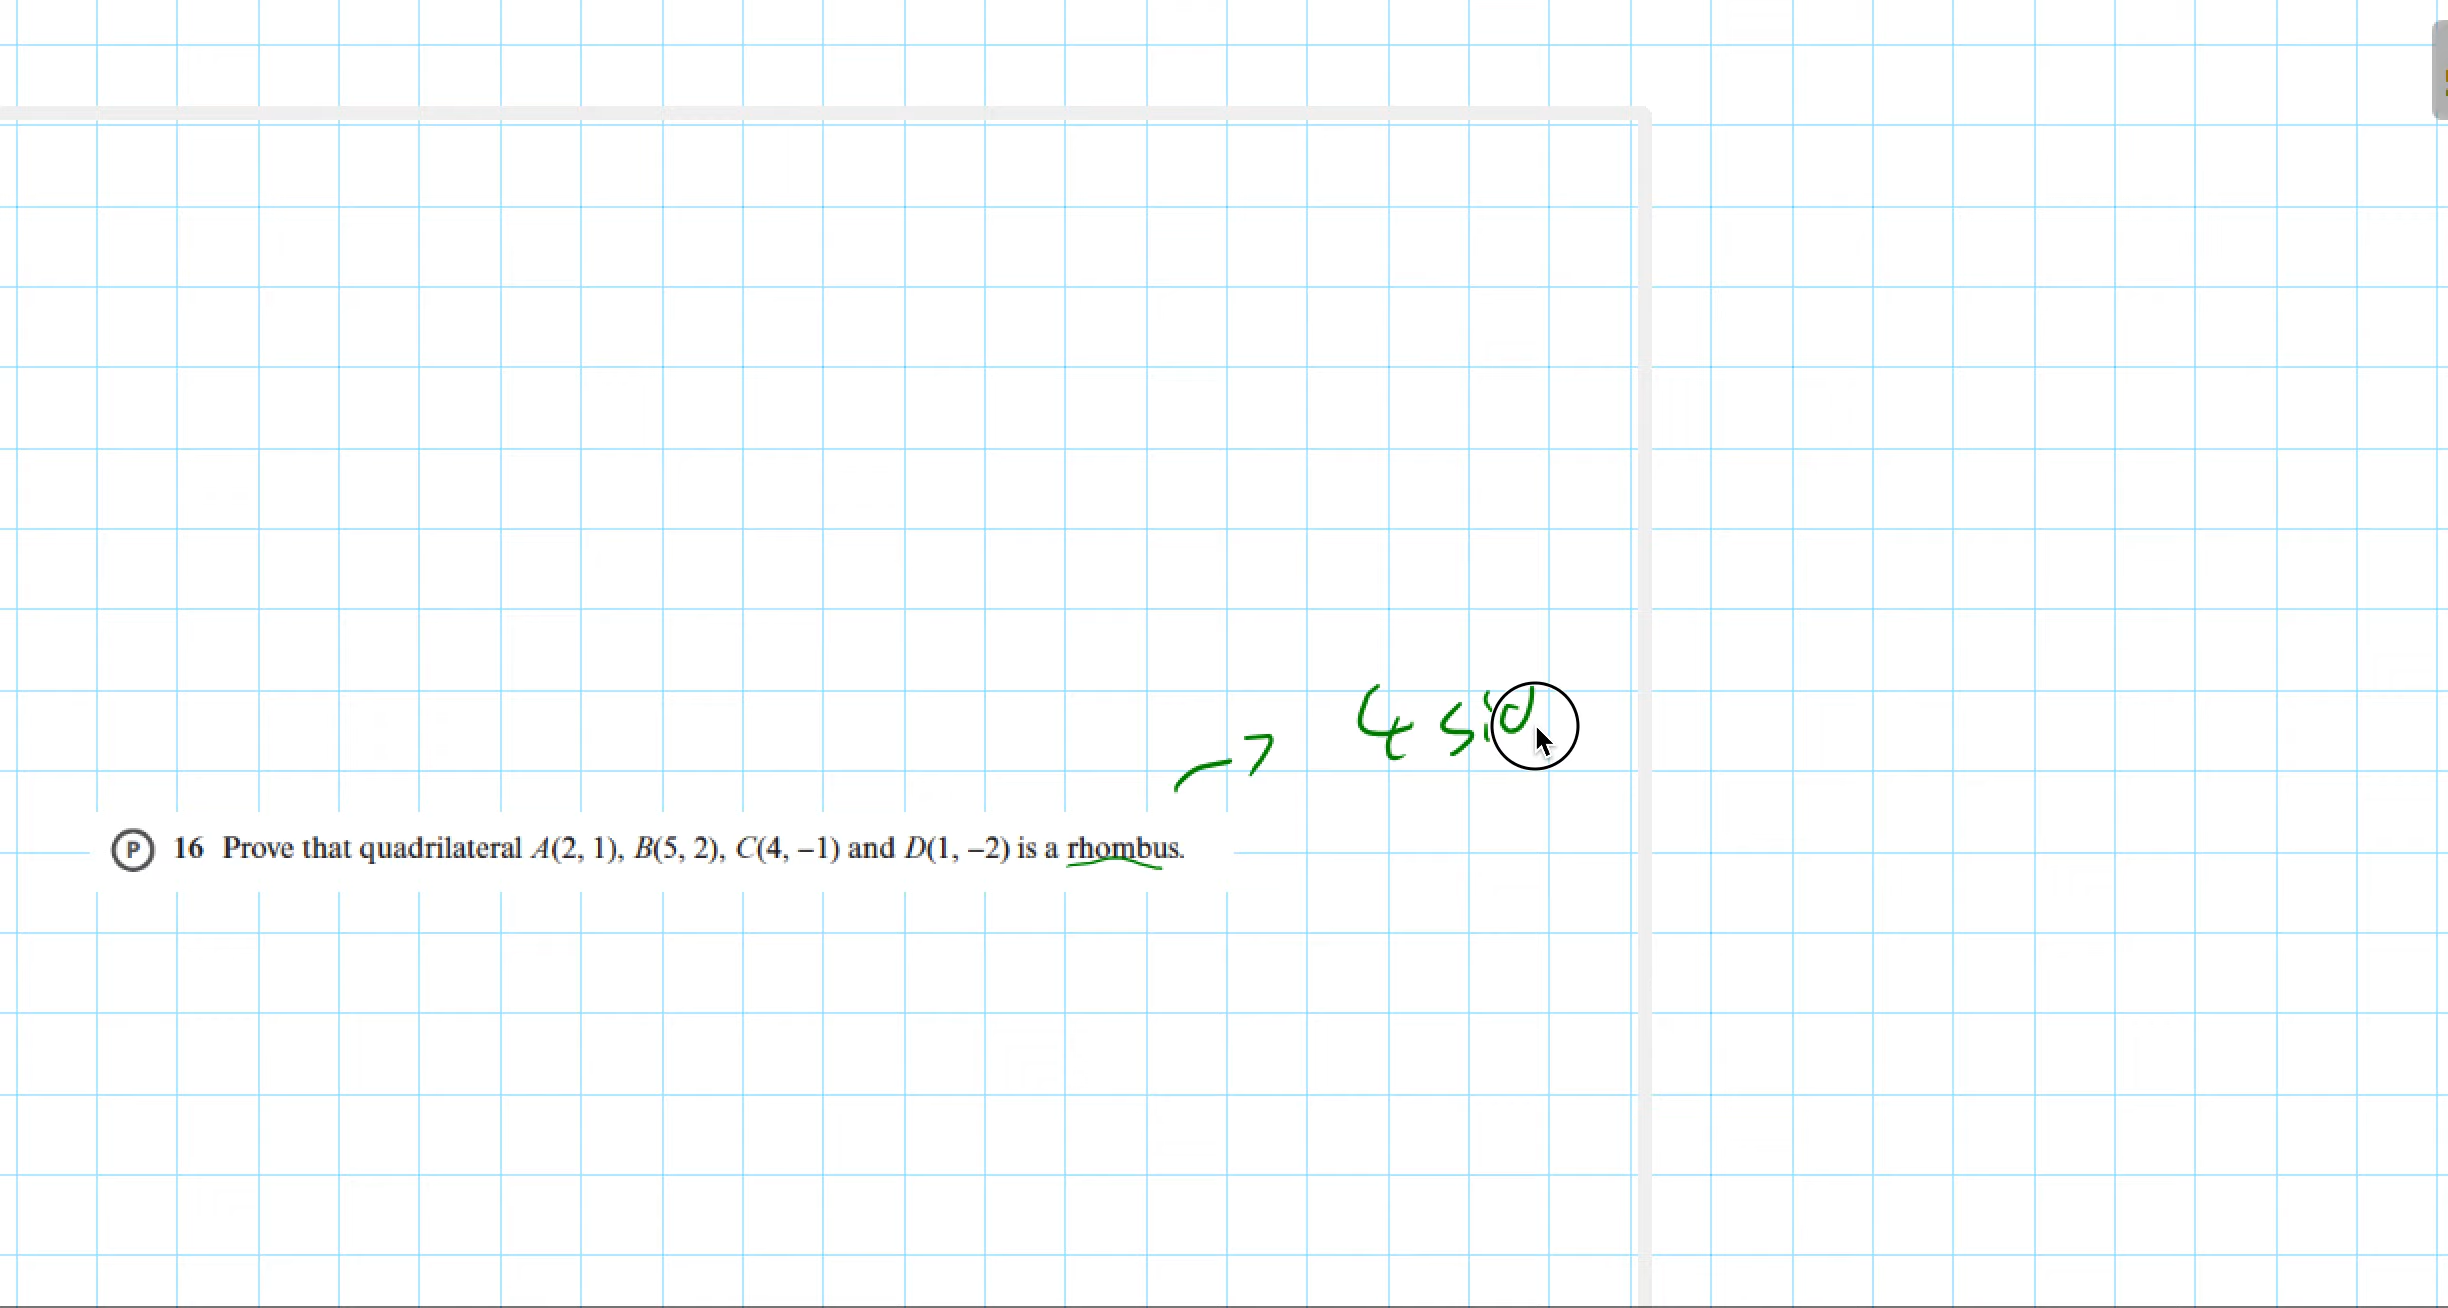 4 sid
P 16 Prove that quadrilateral A(2, 1), B(5, 2), C(4, −1) and D(1, −2) is a rhombus.